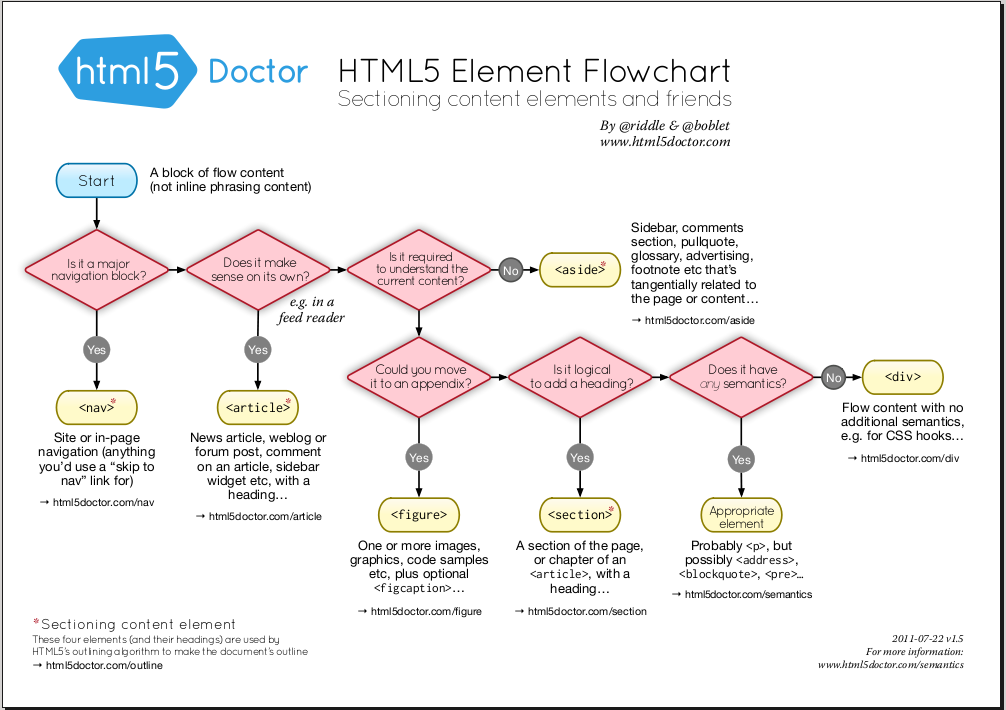 html5 Doctor
HTML5 Element Flowchart
Sectioning content elements and friends
By @riddle & @boblet
www.html5doctor.com
Start
A block of flow content
(not inline phrasing content)
Is it a major
navigation block?
Does it make
sense on its own?
e.g. in a
feed reader
Is it required
to understand the
current content?
No
<aside>*
Sidebar, comments
section, pullquote,
glossary, advertising,
footnote etc that's
tangentially related to
the page or content…
→ html5doctor.com/aside
Yes
<nav>*
Site or in-page
navigation (anything
you'd use a “skip to
nav” link for)
→ html5doctor.com/nav
Yes
<article>*
News article, weblog or
forum post, comment
on an article, sidebar
widget etc, with a
heading…
→ html5doctor.com/article
Could you move
it to an appendix?
Yes
<figure>
One or more images,
graphics, code samples
etc, plus optional
<figcaption>…
→ html5doctor.com/figure
Is it logical
to add a heading?
Yes
<section>*
A section of the page,
or chapter of an
<article>, with a
heading…
→ html5doctor.com/section
Does it have
any semantics?
Yes
Appropriate
element
Probably <p>, but
possibly <address>,
<blockquote>, <pre>…
→ html5doctor.com/semantics
No
<div>
Flow content with no
additional semantics,
e.g. for CSS hooks…
→ html5doctor.com/div
*Sectioning content element
These four elements (and their headings) are used by
HTML5's outlining algorithm to make the document's outline
→ html5doctor.com/outline
2011-07-22 v1.5
For more information:
www.html5doctor.com/semantics